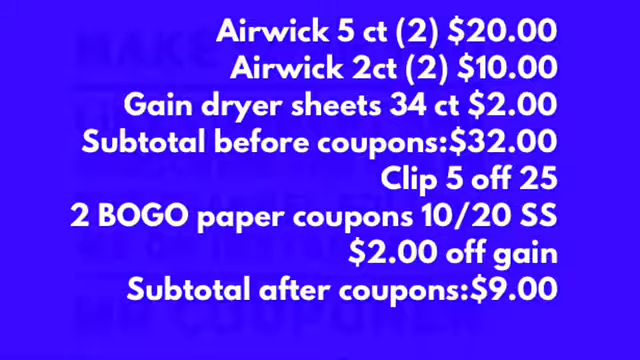 Airwick 5 ct (2) $20.00
Airwick 2ct (2) $10.00
Gain dryer sheets 34 ct $2.00
Subtotal before coupons:$32.00
Clip 5 off 25
2 BOGO paper coupons 10/20 SS
$2.00 off gain
Subtotal after coupons:$9.00